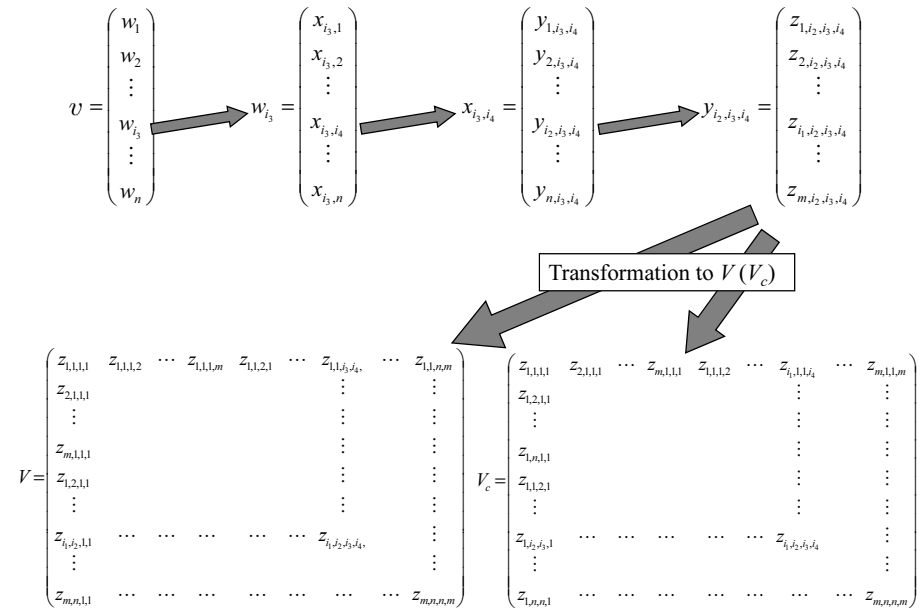 υ = ( w_1 w_2 ⋮ w_{i_3} ⋮ w_n )
w_{i_3} = ( x_{i_3,1} x_{i_3,2} ⋮ x_{i_3,i_4} ⋮ x_{i_3,n} )
x_{i_3,i_4} = ( y_{1,i_3,i_4} y_{2,i_3,i_4} ⋮ y_{i_2,i_3,i_4} ⋮ y_{n,i_3,i_4} )
y_{i_2,i_3,i_4} = ( z_{1,i_2,i_3,i_4} z_{2,i_2,i_3,i_4} ⋮ z_{i_1,i_2,i_3,i_4} ⋮ z_{m,i_2,i_3,i_4} )
Transformation to V(V_c)
V =
z_{1,1,1,1} z_{1,1,1,2} ⋯ z_{1,1,1,m} z_{1,1,2,1} ⋯ z_{1,1,i_3,i_4,} ⋯ z_{1,1,n,m}
z_{2,1,1,1} ⋮ ⋮
⋮ ⋮ ⋮
z_{m,1,1,1} ⋮ ⋮
z_{1,2,1,1} ⋮ ⋮
⋮ ⋮ ⋮
z_{i_1,i_2,1,1} ⋯ ⋯ ⋯ ⋯ ⋯ z_{i_1,i_2,i_3,i_4,} ⋮
⋮ ⋮
z_{m,n,1,1} ⋯ ⋯ ⋯ ⋯ ⋯ ⋯ ⋯ z_{m,n,n,m}
V_c =
z_{1,1,1,1} z_{2,1,1,1} ⋯ z_{m,1,1,1} z_{1,1,1,2} ⋯ z_{i_1,1,1,i_4} ⋯ z_{m,1,1,m}
z_{1,2,1,1} ⋮ ⋮
⋮ ⋮ ⋮
z_{1,n,1,1} ⋮ ⋮
z_{1,1,2,1} ⋮ ⋮
⋮ ⋮ ⋮
z_{1,i_2,i_3,1} ⋯ ⋯ ⋯ ⋯ ⋯ z_{i_1,i_2,i_3,i_4} ⋮
⋮ ⋮
z_{1,n,n,1} ⋯ ⋯ ⋯ ⋯ ⋯ ⋯ ⋯ z_{m,n,n,m}